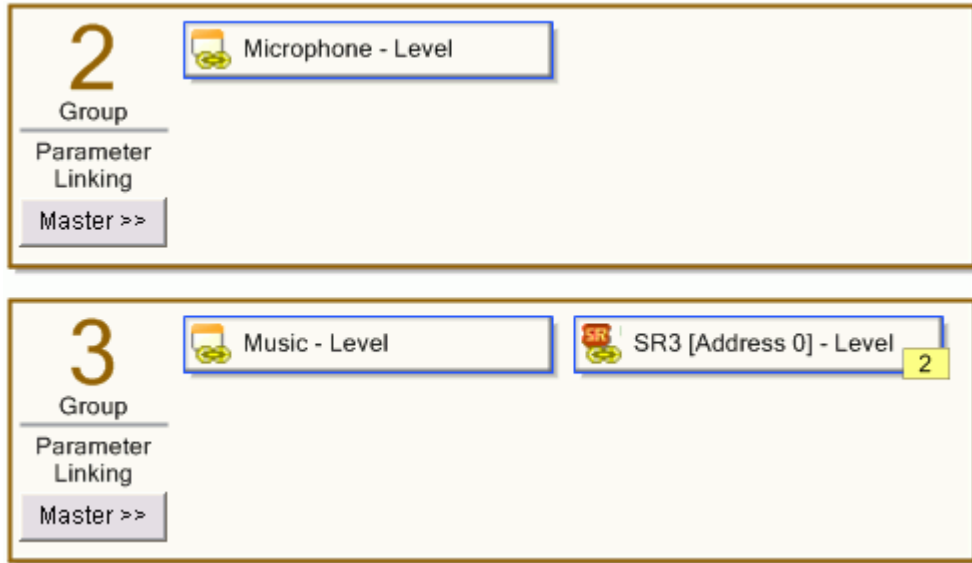 2
Group
Parameter
Linking
Master >>
Microphone - Level
3
Group
Parameter
Linking
Master >>
Music - Level
SR SR3 [Address 0] - Level
2